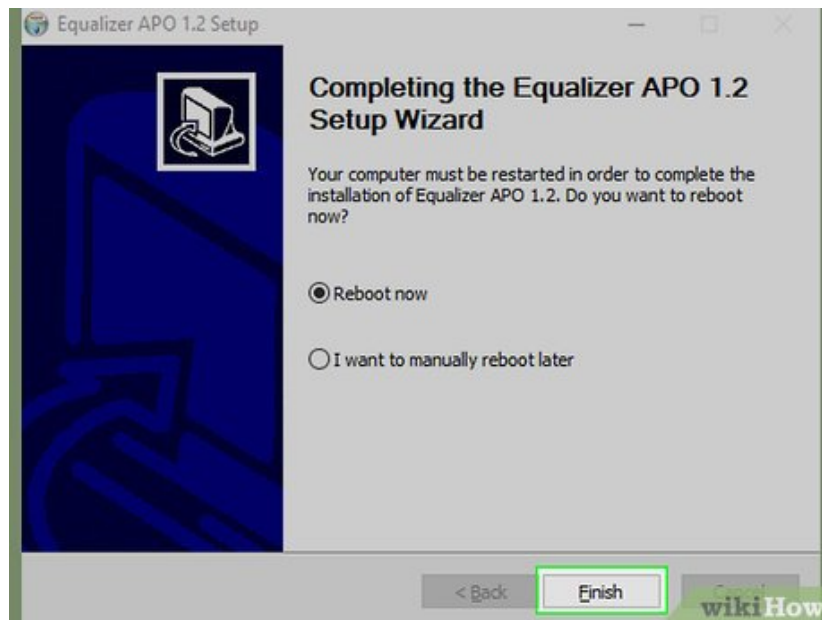 Equalizer APO 1.2 Setup
Completing the Equalizer APO 1.2
Setup Wizard
Your computer must be restarted in order to complete the
installation of Equalizer APO 1.2. Do you want to reboot
now?
Reboot now
I want to manually reboot later
< Back
Finish
wikiHow